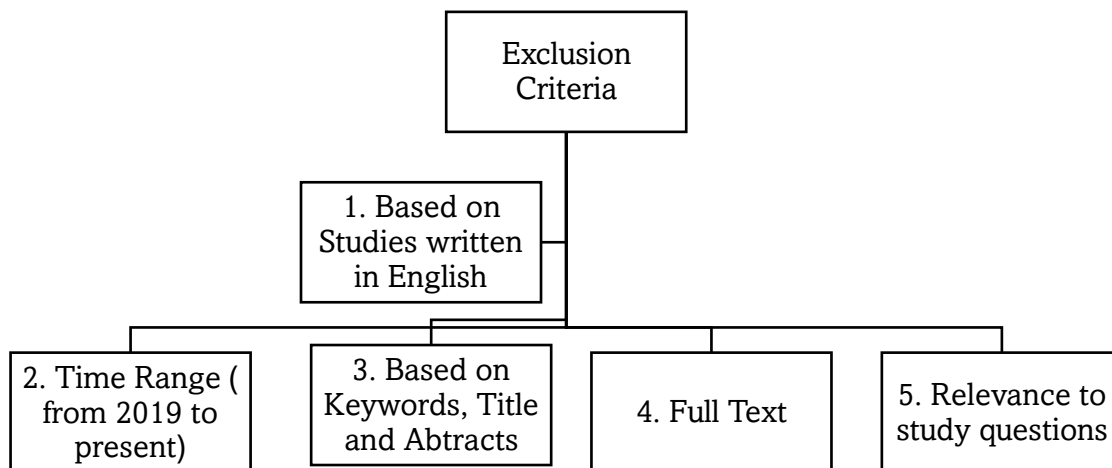 Exclusion
Criteria
1. Based on
Studies written
in English
2. Time Range (
from 2019 to
present)
3. Based on
Keywords, Title
and Abtracts
4. Full Text
5. Relevance to
study questions